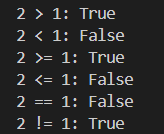 2 > 1: True
2 < 1: False
2 >= 1: True
2 <= 1: False
2 == 1: False
2 != 1: True